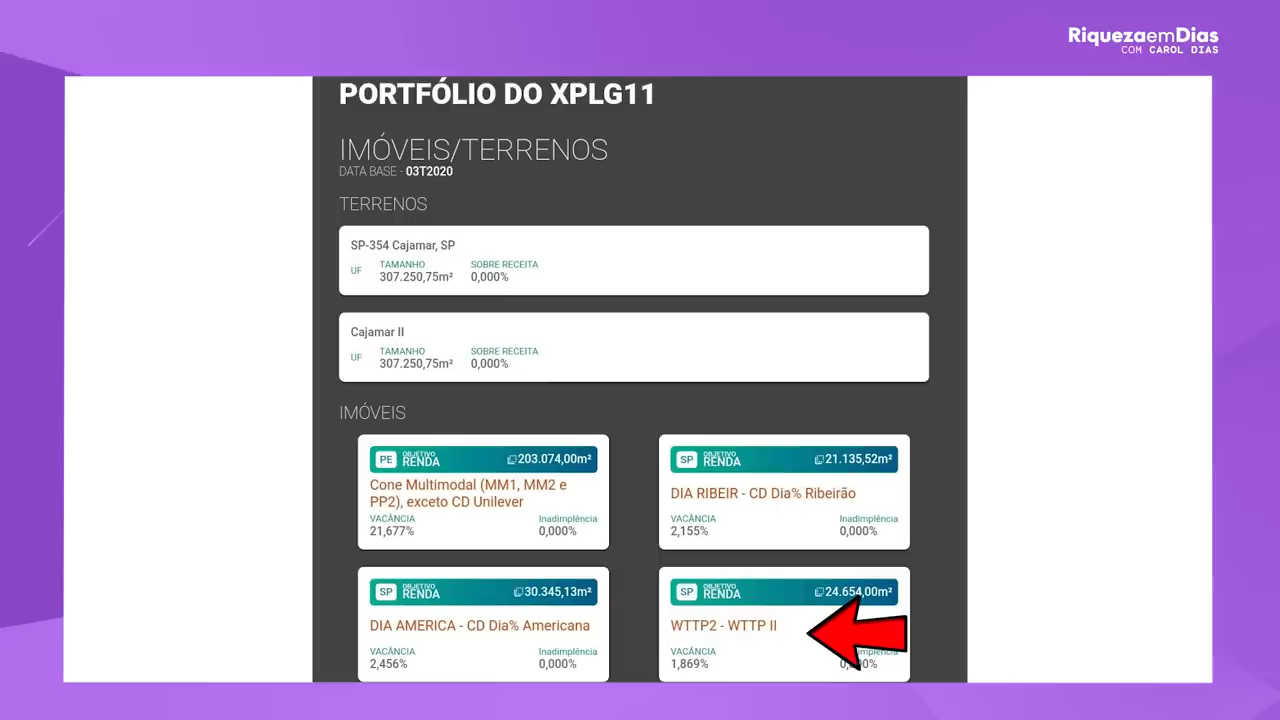 RiquezaemDias
COM CAROL DIAS
PORTFÓLIO DO XPLG11
IMÓVEIS/TERRENOS
DATA BASE - 03T2020
TERRENOS
SP-354 Cajamar, SP
UF
TAMANHO
307.250,75m²
SOBRE RECEITA
0,000%
Cajamar II
UF
TAMANHO
307.250,75m²
SOBRE RECEITA
0,000%
IMÓVEIS
PE
OBJETIVO
RENDA
203.074,00m²
Cone Multimodal (MM1, MM2 e
PP2), exceto CD Unilever
VACÂNCIA
21,677%
Inadimplência
0,000%
SP
OBJETIVO
RENDA
21.135,52m²
DIA RIBEIR - CD Dia% Ribeirão
VACÂNCIA
2,155%
Inadimplência
0,000%
SP
OBJETIVO
RENDA
30.345,13m²
DIA AMERICA - CD Dia% Americana
VACÂNCIA
2,456%
Inadimplência
0,000%
SP
OBJETIVO
RENDA
24.654,00m²
WTTP2 - WTTP II
VACÂNCIA
1,869%